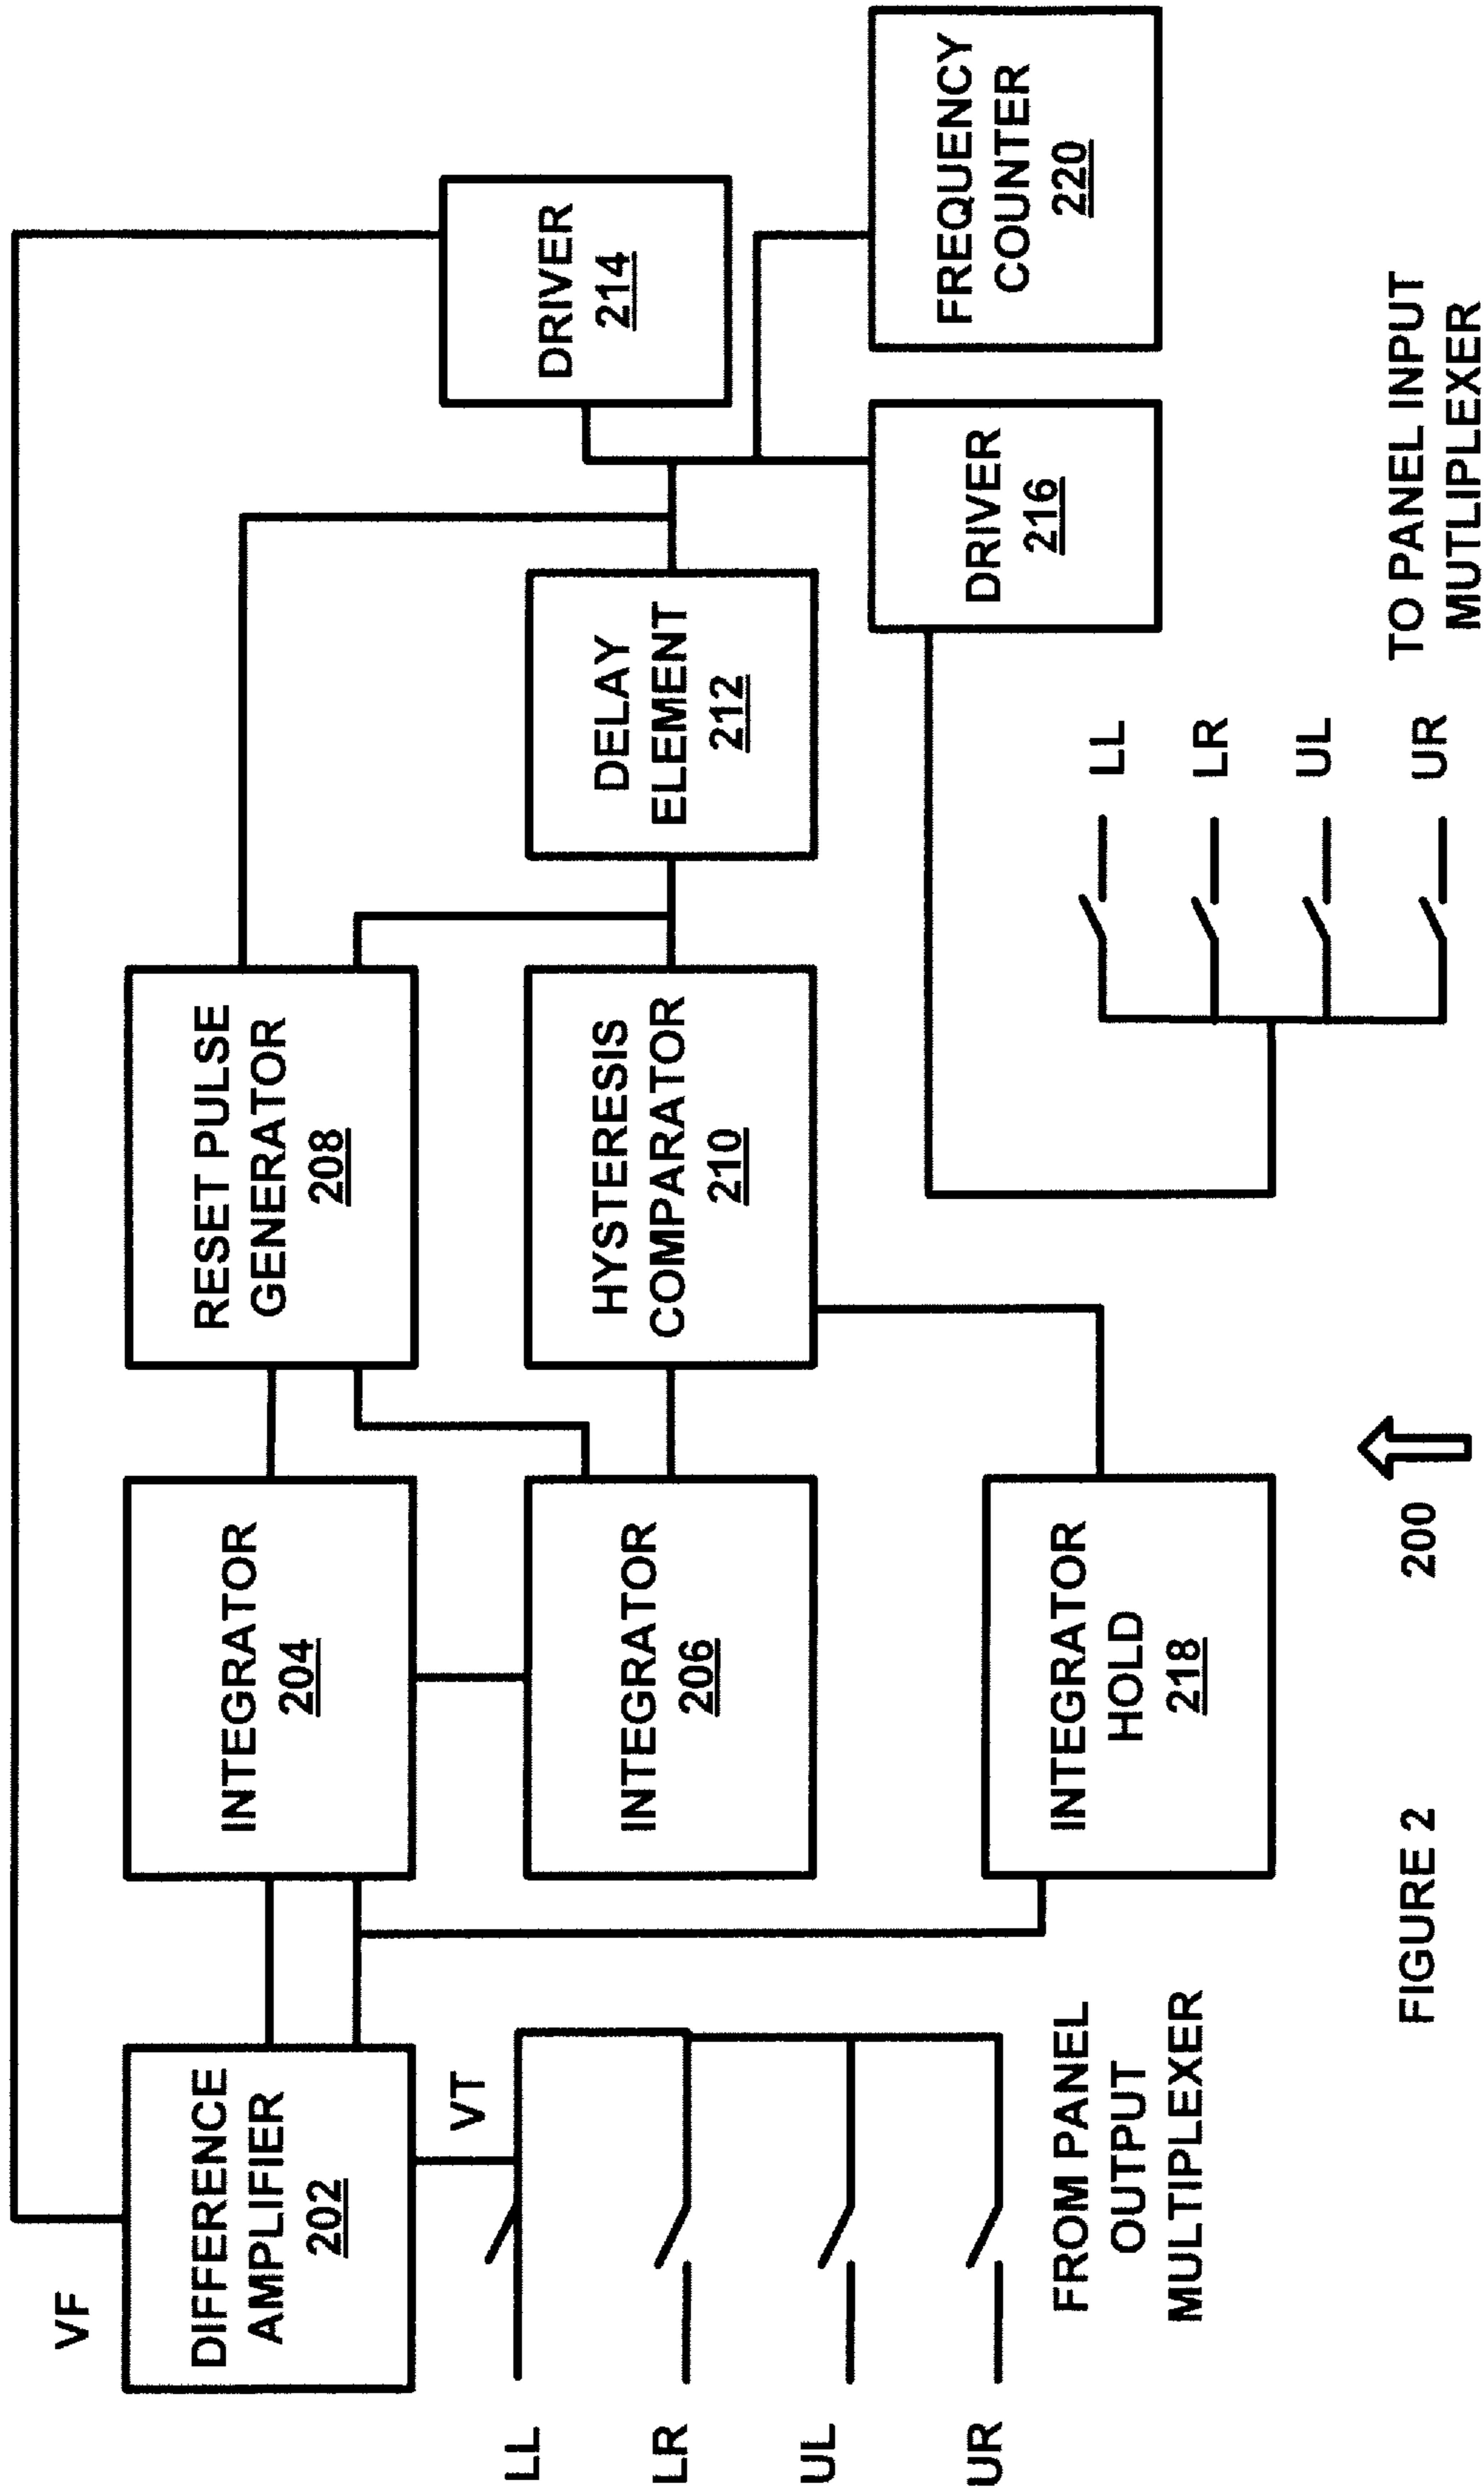 VF
DIFFERENCE
AMPLIFIER
202
INTEGRATOR
204
RESET PULSE
GENERATOR
208
DRIVER
214
VT
INTEGRATOR
206
HYSTERESIS
COMPARATOR
210
DELAY
ELEMENT
212
LL
LR
UL
UR
INTEGRATOR
HOLD
218
DRIVER
216
FREQUENCY
COUNTER
220
FROM PANEL
OUTPUT
MULTIPLEXER
LL
LR
UL
UR
TO PANEL INPUT
MUTLIPLEXER
FIGURE 2
200